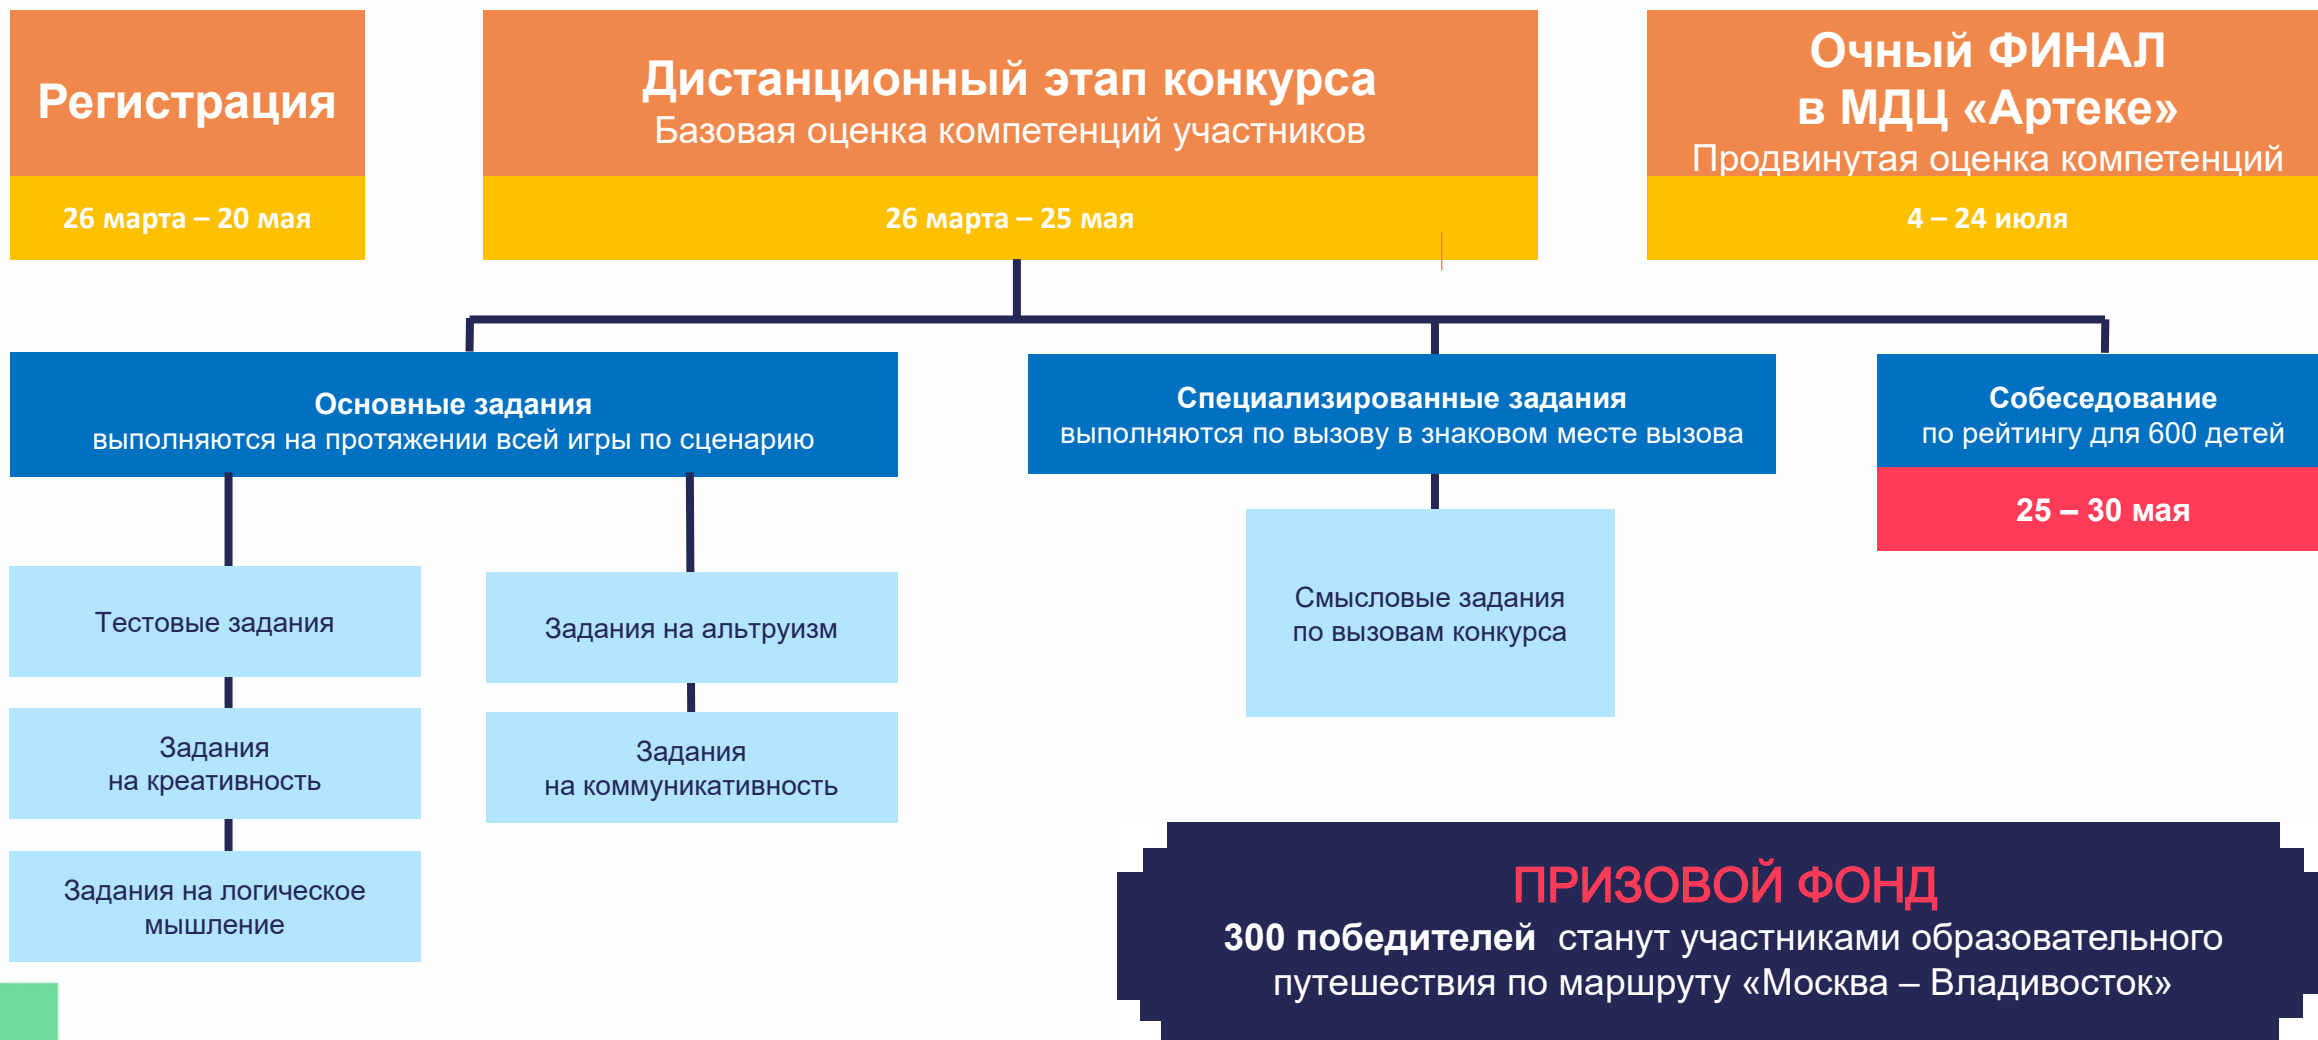 Регистрация
26 марта – 20 мая
Дистанционный этап конкурса
Базовая оценка компетенций участников
26 марта – 25 мая
Очный ФИНАЛ
в МДЦ «Артеке»
Продвинутая оценка компетенций
4 – 24 июля
Основные задания
выполняются на протяжении всей игры по сценарию
Специализированные задания
выполняются по вызову в знаковом месте вызова
Собеседование
по рейтингу для 600 детей
25 – 30 мая
Тестовые задания
Задания
на креативность
Задания на логическое
мышление
Задания на альтруизм
Задания
на коммуникативность
Смысловые задания
по вызовам конкурса
ПРИЗОВОЙ ФОНД
300 победителей станут участниками образовательного
путешествия по маршруту «Москва – Владивосток»